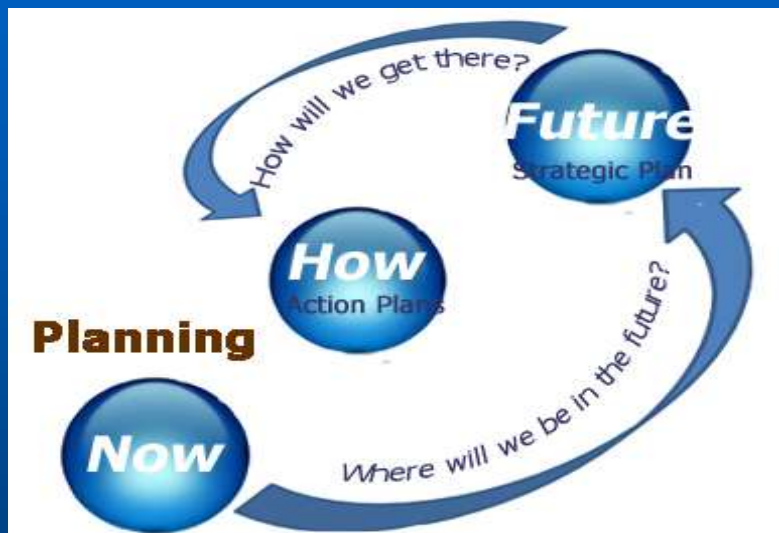 How will we get there?
Future
Strategic Plan
How
Action Plans
Planning
Now
Where will we be in the future?